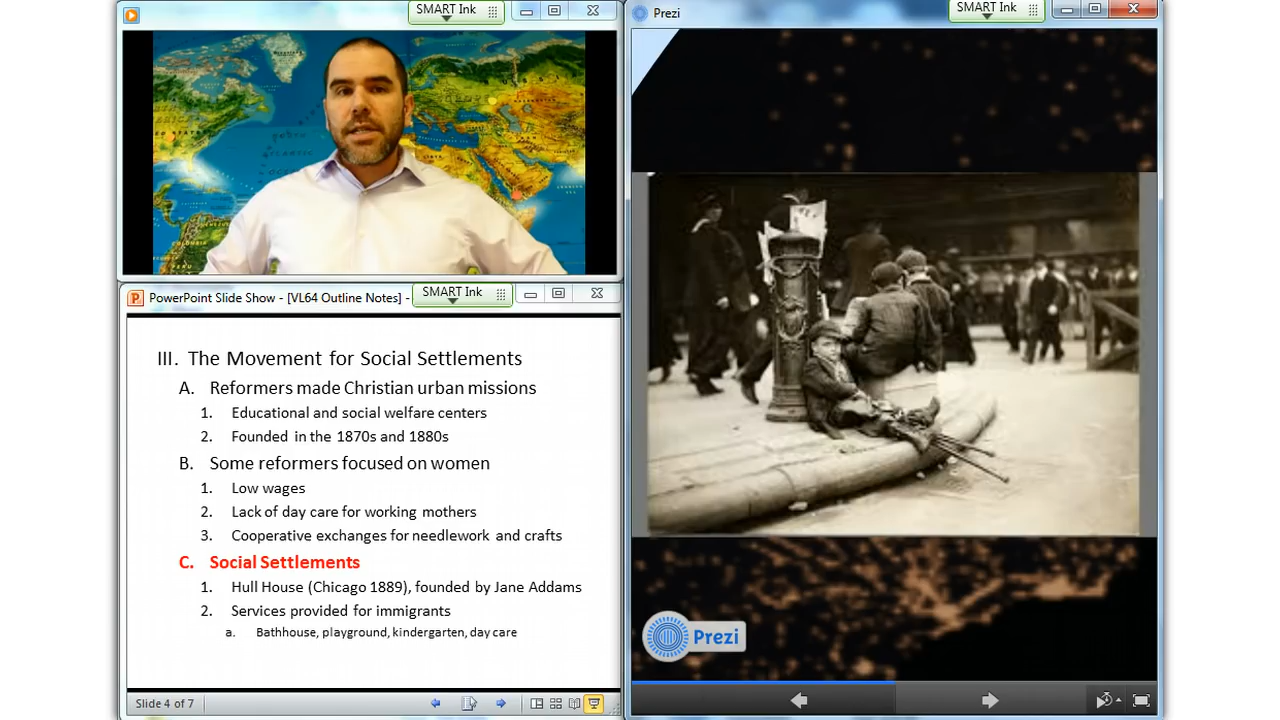 SMART Ink
PowerPoint Slide Show - [VL64 Outline Notes] -
SMART Ink
III. The Movement for Social Settlements
A. Reformers made Christian urban missions
1. Educational and social welfare centers
2. Founded in the 1870s and 1880s
B. Some reformers focused on women
1. Low wages
2. Lack of day care for working mothers
3. Cooperative exchanges for needlework and crafts
C. Social Settlements
1. Hull House (Chicago 1889), founded by Jane Addams
2. Services provided for immigrants
a. Bathhouse, playground, kindergarten, day care
Slide 4 of 7
Prezi
SMART Ink
Prezi